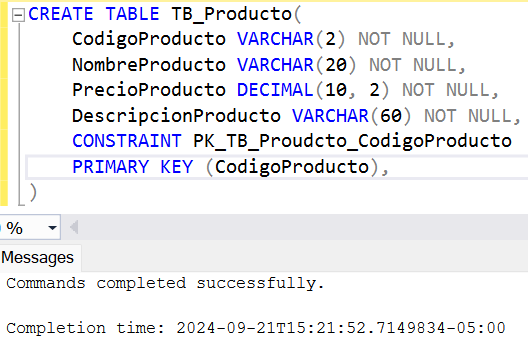 CREATE TABLE TB_Producto(
CodigoProducto VARCHAR(2) NOT NULL,
NombreProducto VARCHAR(20) NOT NULL,
PrecioProducto DECIMAL(10, 2) NOT NULL,
DescripcionProducto VARCHAR(60) NOT NULL,
CONSTRAINT PK_TB_Proudcto_CodigoProducto
PRIMARY KEY (CodigoProducto),
)
%
Messages
Commands completed successfully.
Completion time: 2024-09-21T15:21:52.7149834-05:00